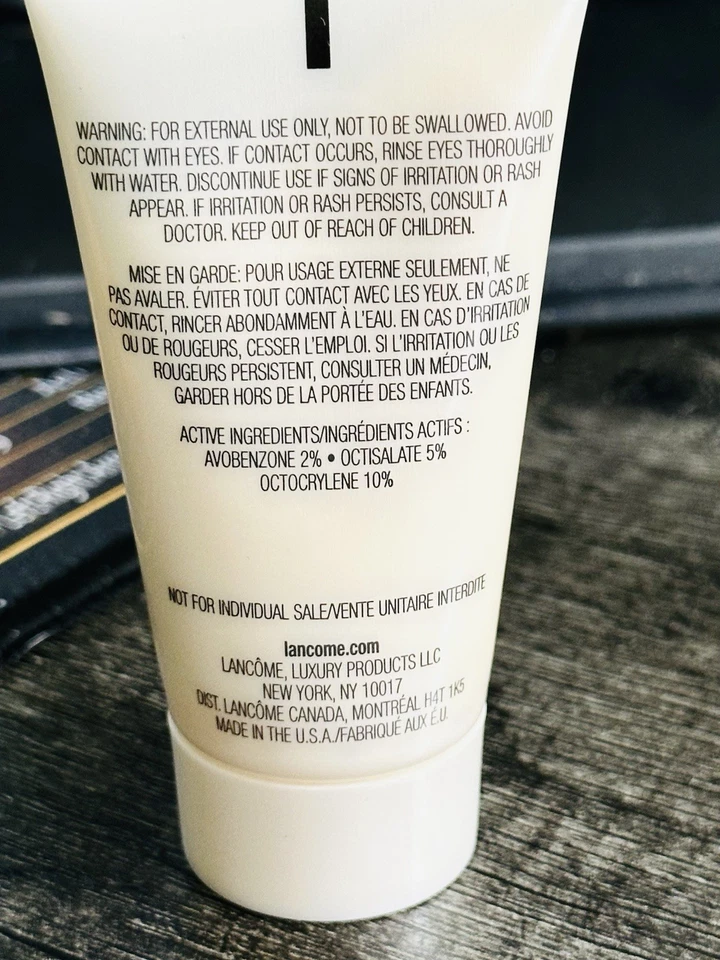 WARNING: FOR EXTERNAL USE ONLY, NOT TO BE SWALLOWED. AVOID
CONTACT WITH EYES. IF CONTACT OCCURS, RINSE EYES THOROUGHLY
WITH WATER. DISCONTINUE USE IF SIGNS OF IRRITATION OR RASH
APPEAR. IF IRRITATION OR RASH PERSISTS, CONSULT A
DOCTOR. KEEP OUT OF REACH OF CHILDREN.
MISE EN GARDE: POUR USAGE EXTERNE SEULEMENT, NE
PAS AVALER. ÉVITER TOUT CONTACT AVEC LES YEUX. EN CAS DE
CONTACT, RINCER ABONDAMMENT À L'EAU. EN CAS D'IRRITATION
OU DE ROUGEURS, CESSER L'EMPLOI. SI L'IRRITATION OU LES
ROUGEURS PERSISTENT, CONSULTER UN MÉDECIN,
GARDER HORS DE LA PORTÉE DES ENFANTS.
ACTIVE INGREDIENTS/INGRÉDIENTS ACTIFS :
AVOBENZONE 2% • OCTISALATE 5%
OCTOCRYLENE 10%
NOT FOR INDIVIDUAL SALE/VENTE UNITAIRE INTERDITE
lancome.com
LANCÔME, LUXURY PRODUCTS LLC
NEW YORK, NY 10017
DIST. LANCÔME CANADA, MONTRÉAL H4T 1K5
MADE IN THE U.S.A./FABRIQUÉ AUX É.U.